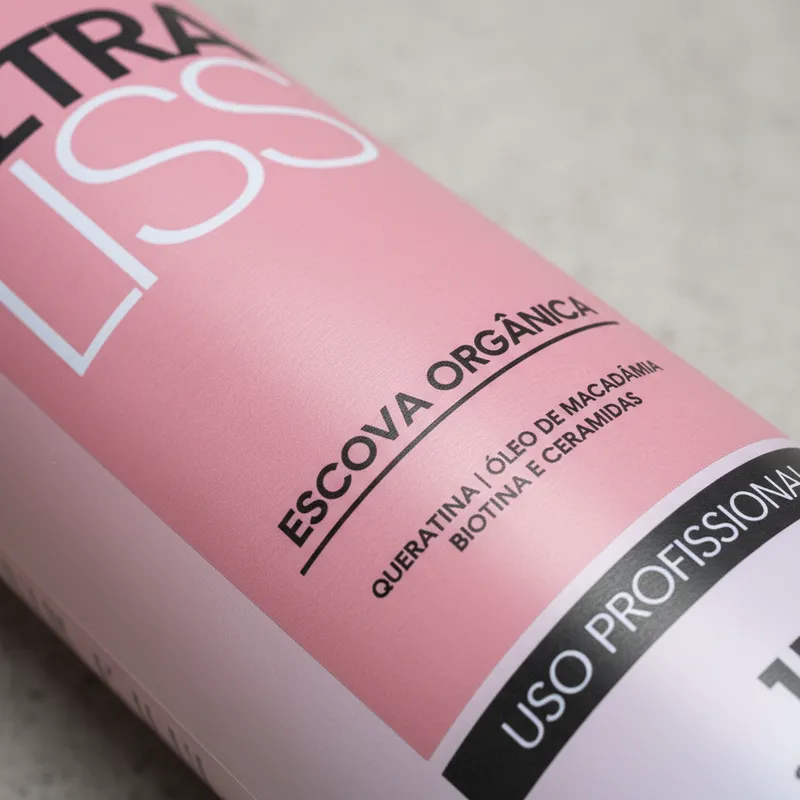 LTRA
LISS
ESCOVA ORGÂNICA
QUERATINA | ÓLEO DE MACADÂMIA
BIOTINA E CERAMIDAS
USO PROFISSIONAL